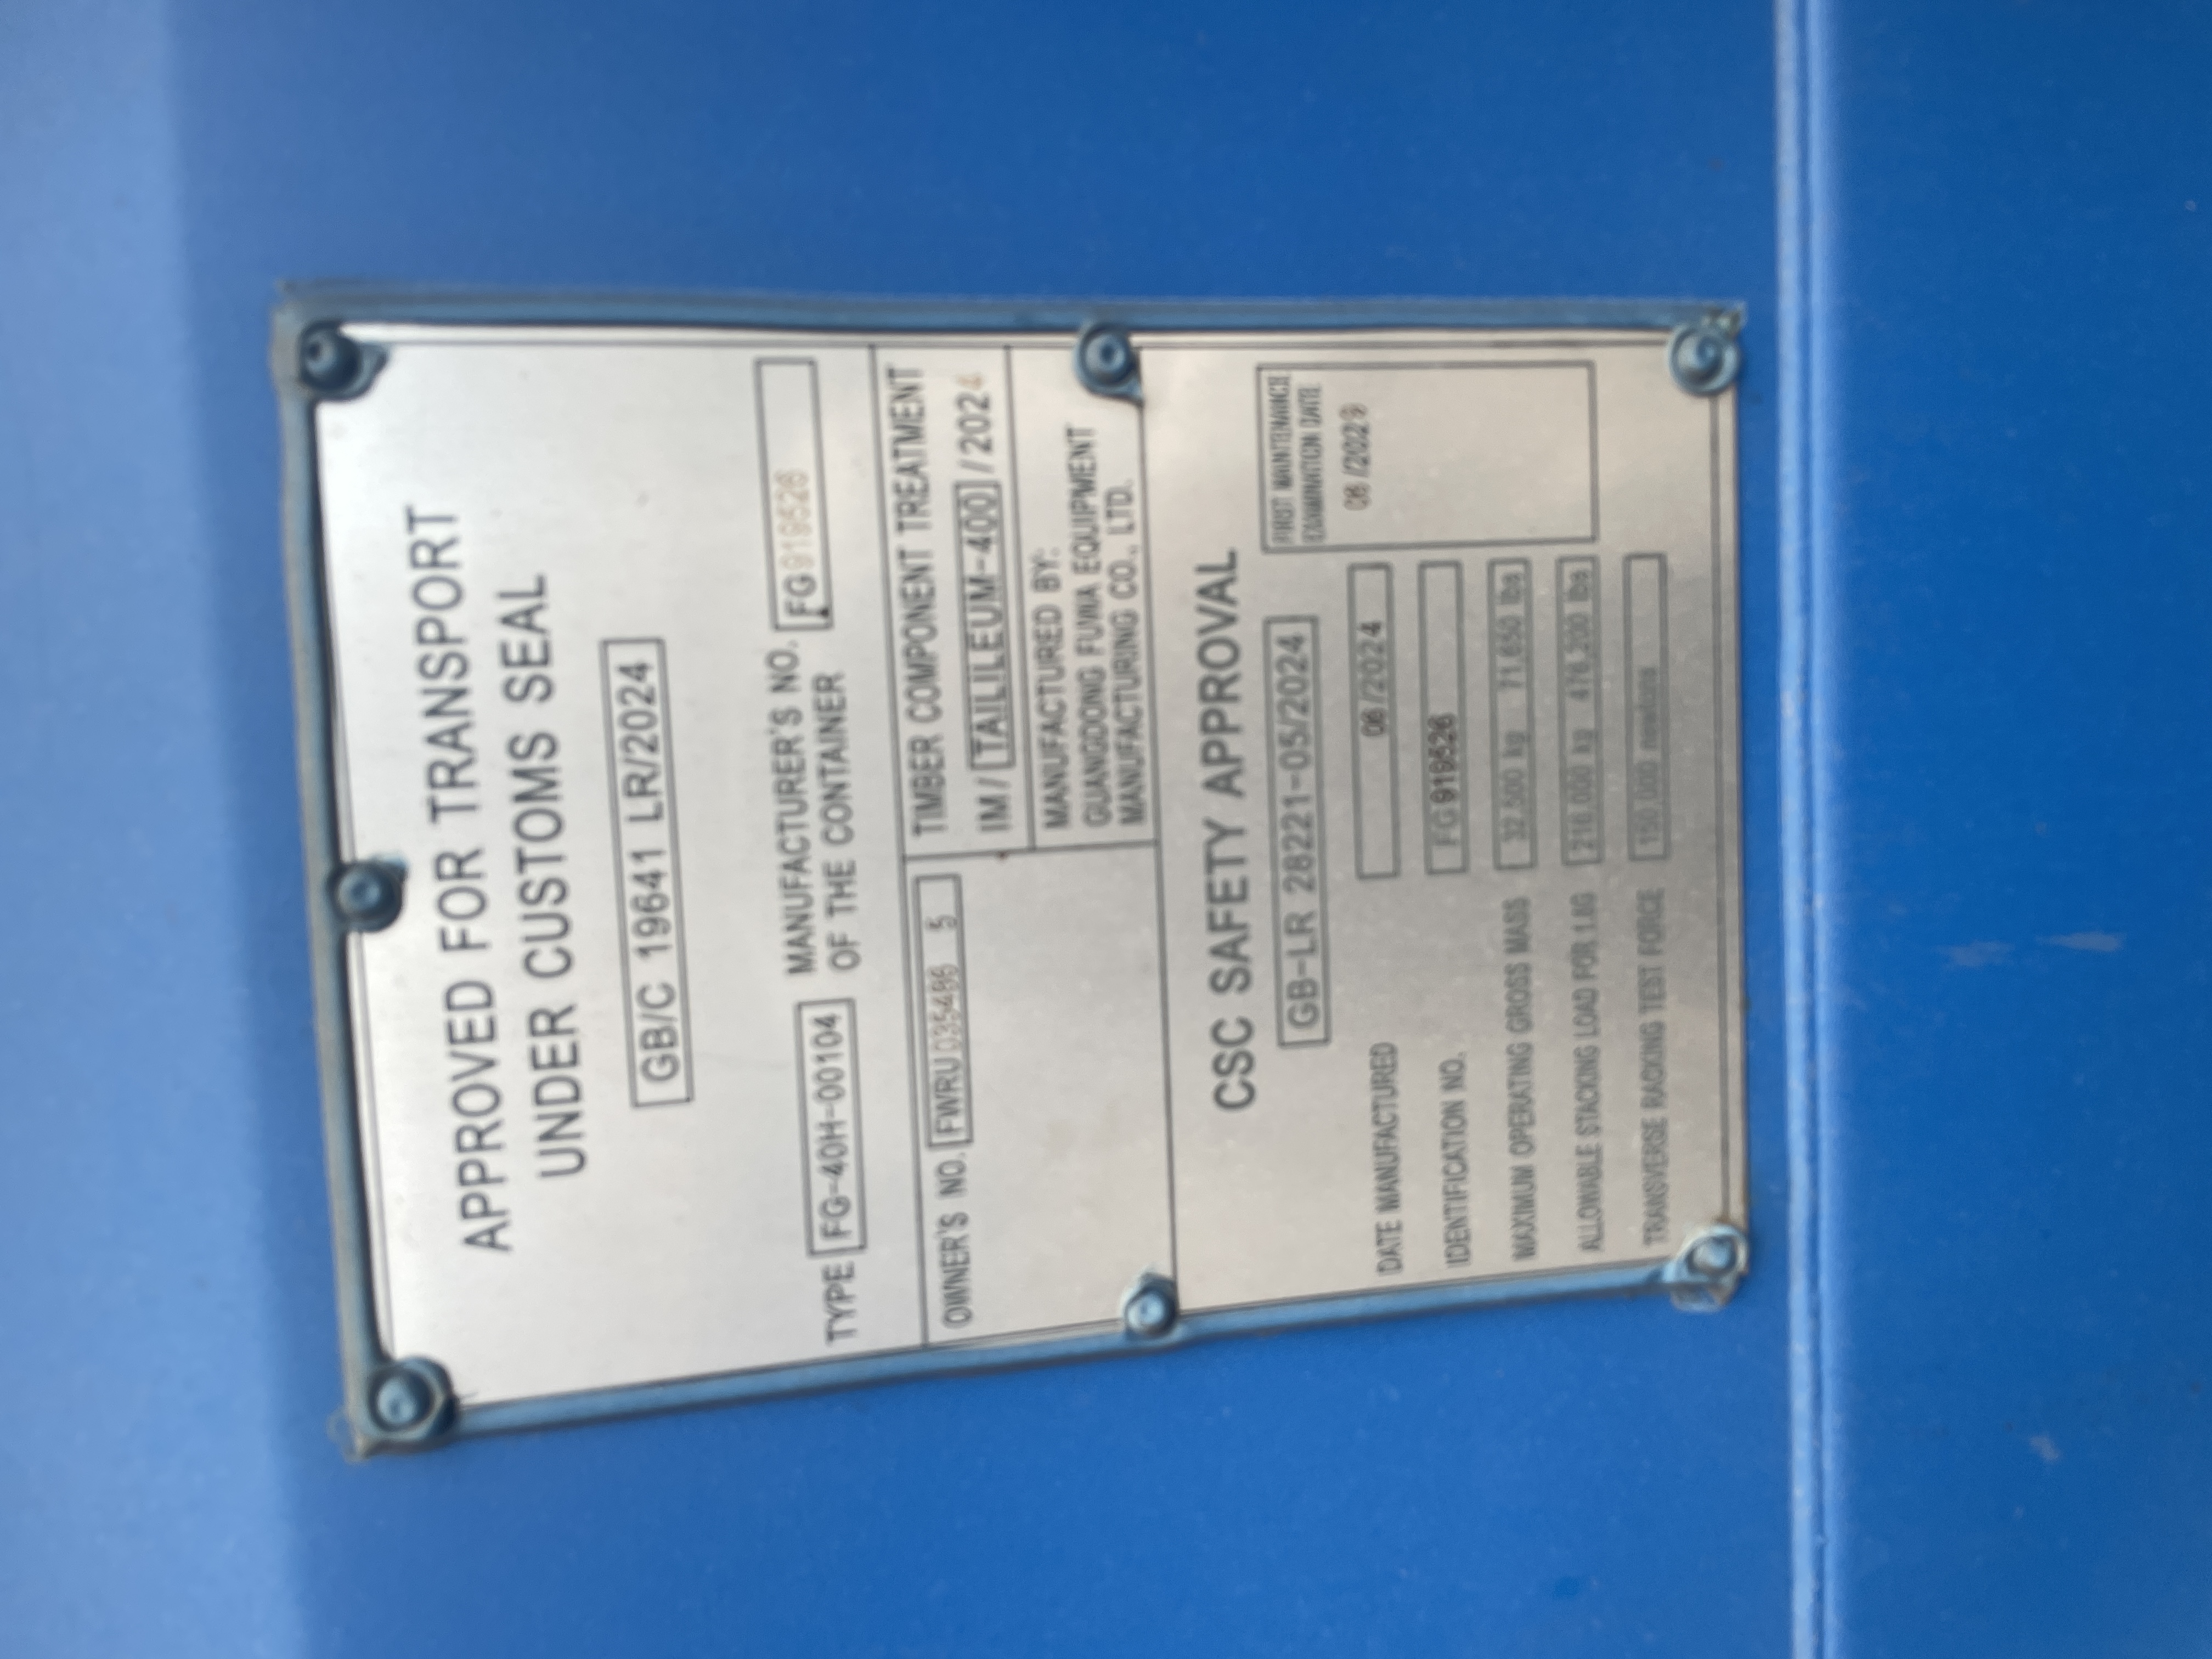 APPROVED FOR TRANSPORT
UNDER CUSTOMS SEAL
GB/C 19641 LR/2024
TYPE FG-40H-00104 MANUFACTURER'S NO. OF THE CONTAINER FG919526
OWNER'S NO. FWRU035486 5
TIMBER COMPONENT TREATMENT
IM/TAILILEUM-400/2024
MANUFACTURED BY:
GUANGDONG FUWA EQUIPMENT
MANUFACTURING CO., LTD.
CSC SAFETY APPROVAL
GB-LR 28221-05/2024
DATE MANUFACTURED 06/2024
IDENTIFICATION NO. FG919526
MAXIMUM OPERATING GROSS MASS 32.500 kg 71.650 lbs
ALLOWABLE STACKING LOAD FOR 1.8G 216.000 kg 476.200 lbs
TRANSVERSE RACKING TEST FORCE 150.00 newtons
FIRST MAINTENANCE
EXAMINATION DATE
06/2029